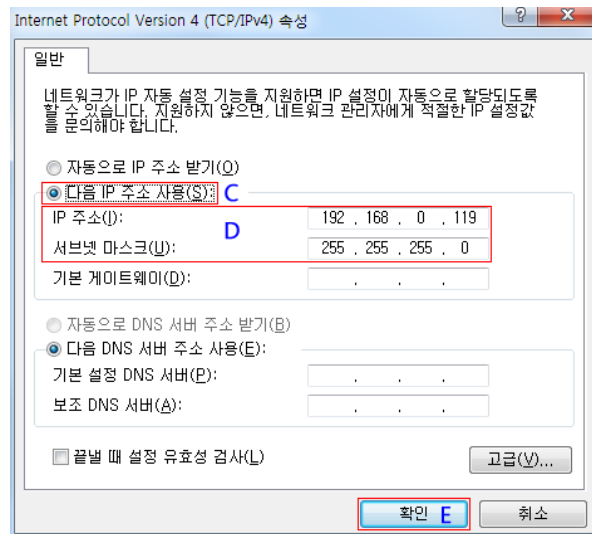 Internet Protocol Version 4 (TCP/IPv4) 속성
일반
네트워크가 IP 자동 설정 기능을 지원하면 IP 설정이 자동으로 할당되도록
할 수 있습니다. 지원하지 않으면, 네트워크 관리자에게 적절한 IP 설정값
을 문의해야 합니다.
자동으로 IP 주소 받기(O)
다음 IP 주소 사용(S): C
IP 주소(I): 192 . 168 . 0 . 119
D
서브넷 마스크(U): 255 . 255 . 255 . 0
기본 게이트웨이(D): . . .
자동으로 DNS 서버 주소 받기(B)
다음 DNS 서버 주소 사용(E):
기본 설정 DNS 서버(P): . . .
보조 DNS 서버(A): . . .
끝낼 때 설정 유효성 검사(L) 고급(V)...
확인 E 취소